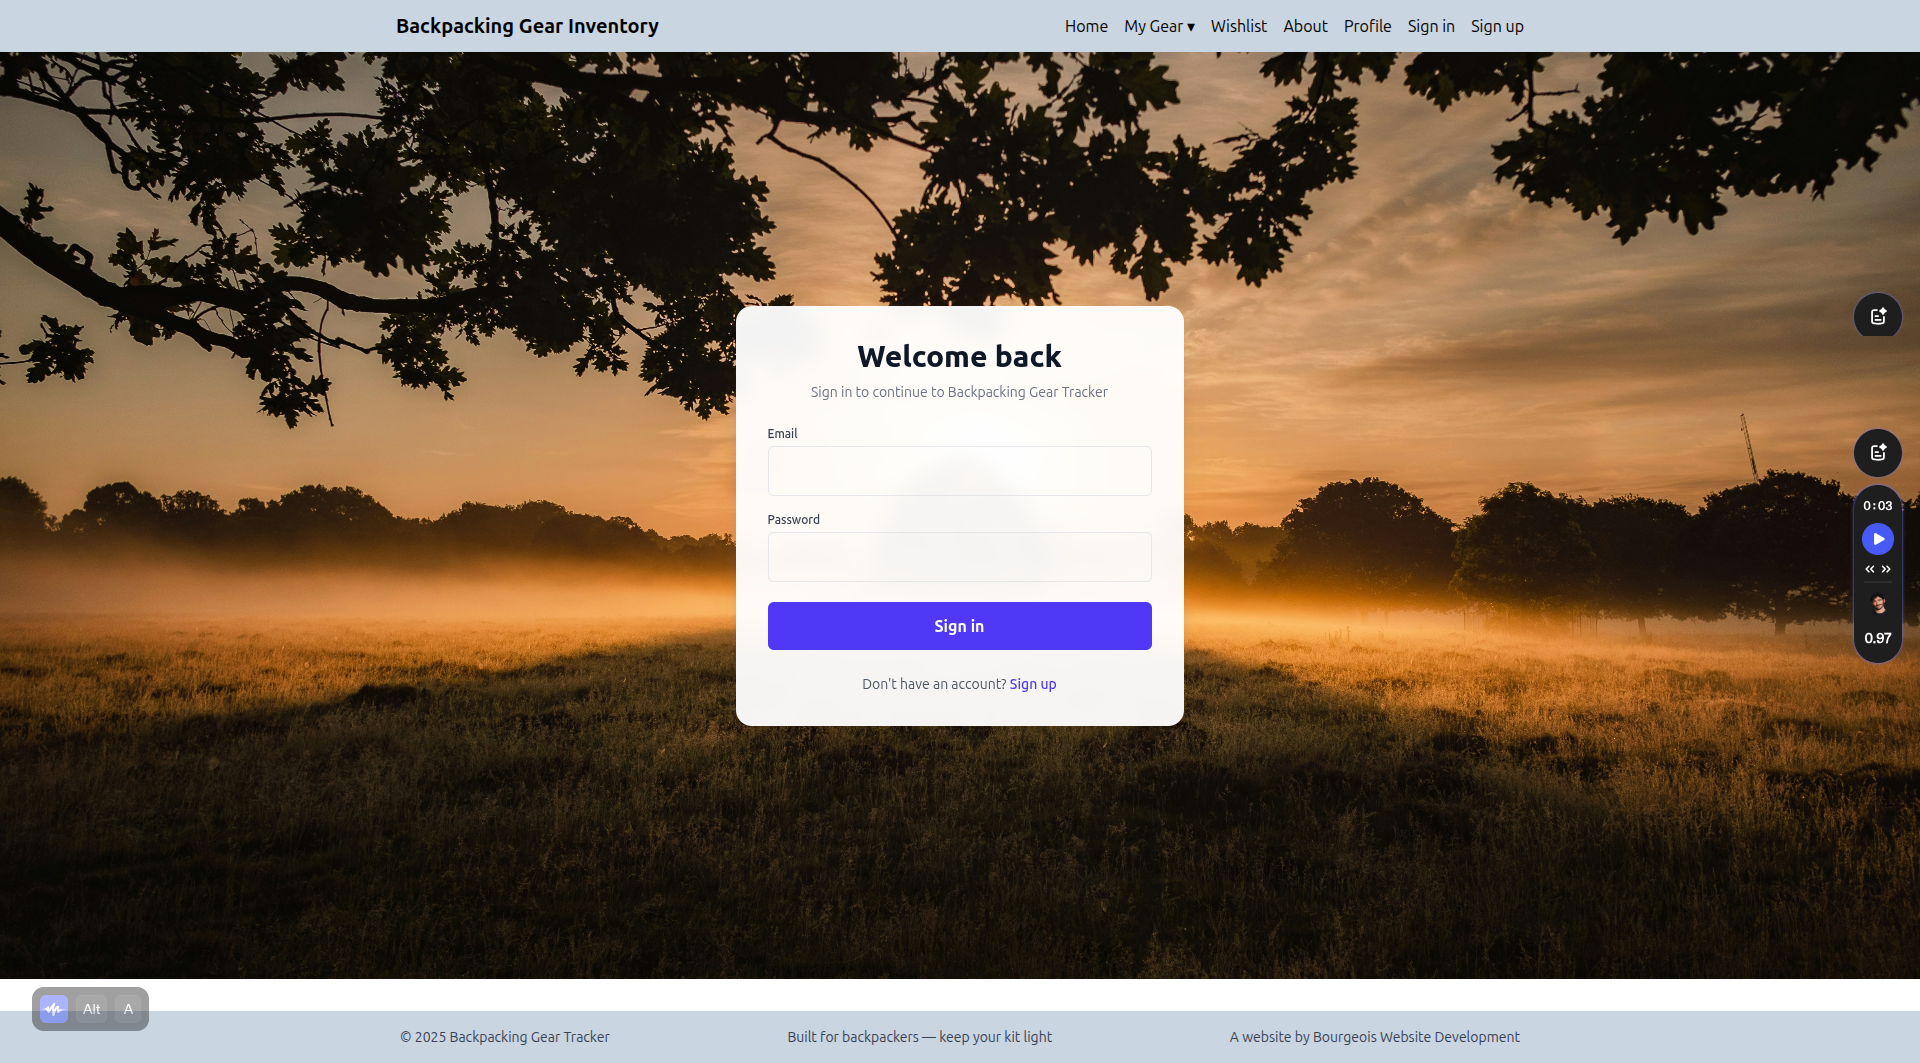 Backpacking Gear Inventory
Home My Gear ▾ Wishlist About Profile Sign in Sign up
Welcome back
Sign in to continue to Backpacking Gear Tracker
Email
Password
Sign in
Don't have an account? Sign up
0:03
0.97
Alt A
© 2025 Backpacking Gear Tracker
Built for backpackers — keep your kit light
A website by Bourgeois Website Development